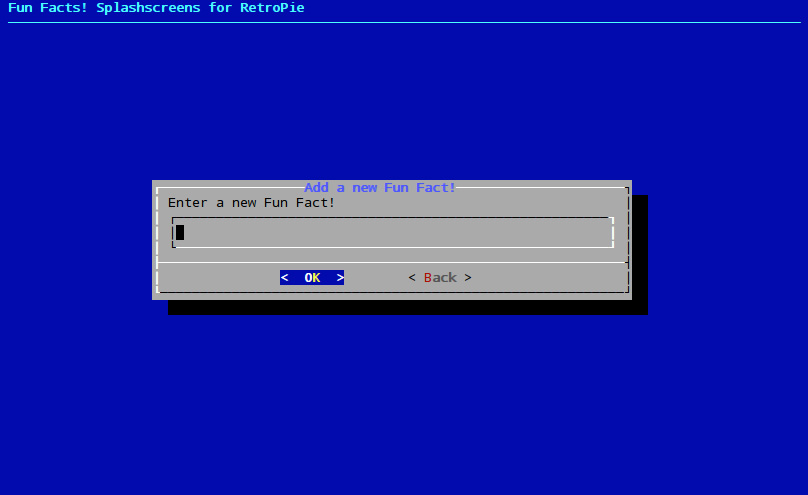 Fun Facts! Splashscreens for RetroPie
Add a new Fun Fact!
Enter a new Fun Fact!
< OK > < Back >